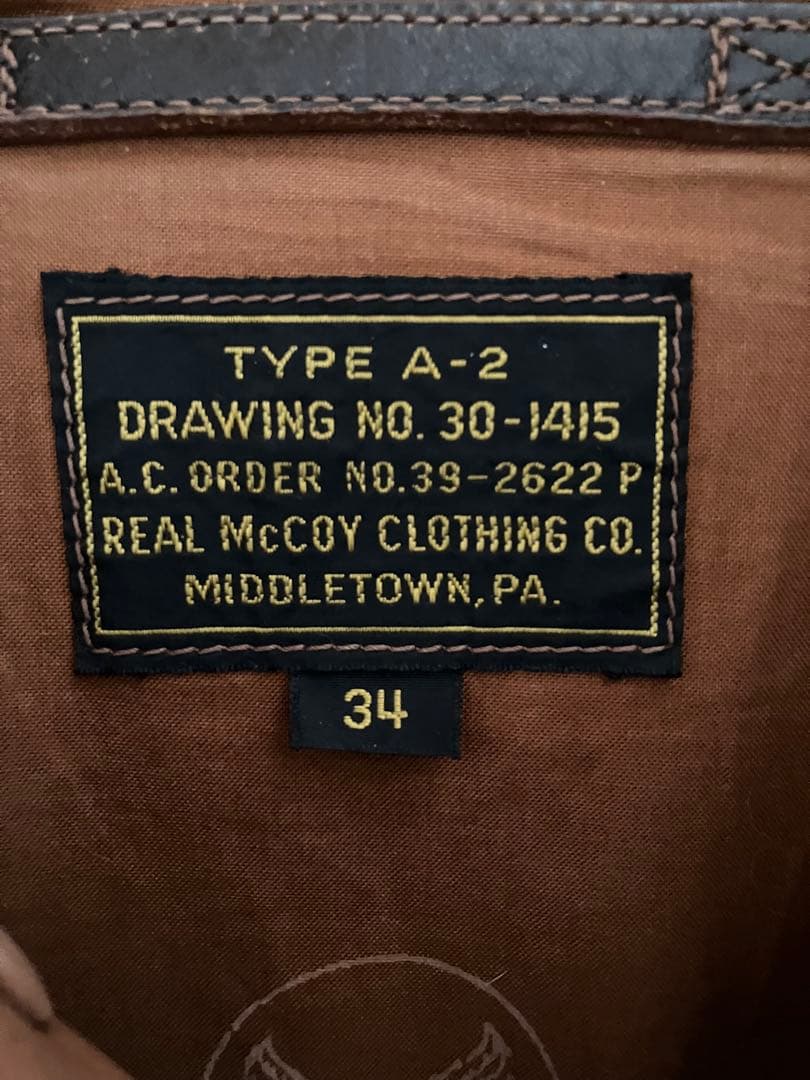 TYPE A-2
DRAWING NO. 30-1415
A.C. ORDER NO.39-2622 P
REAL McCOY CLOTHING CO.
MIDDLETOWN, PA.
34